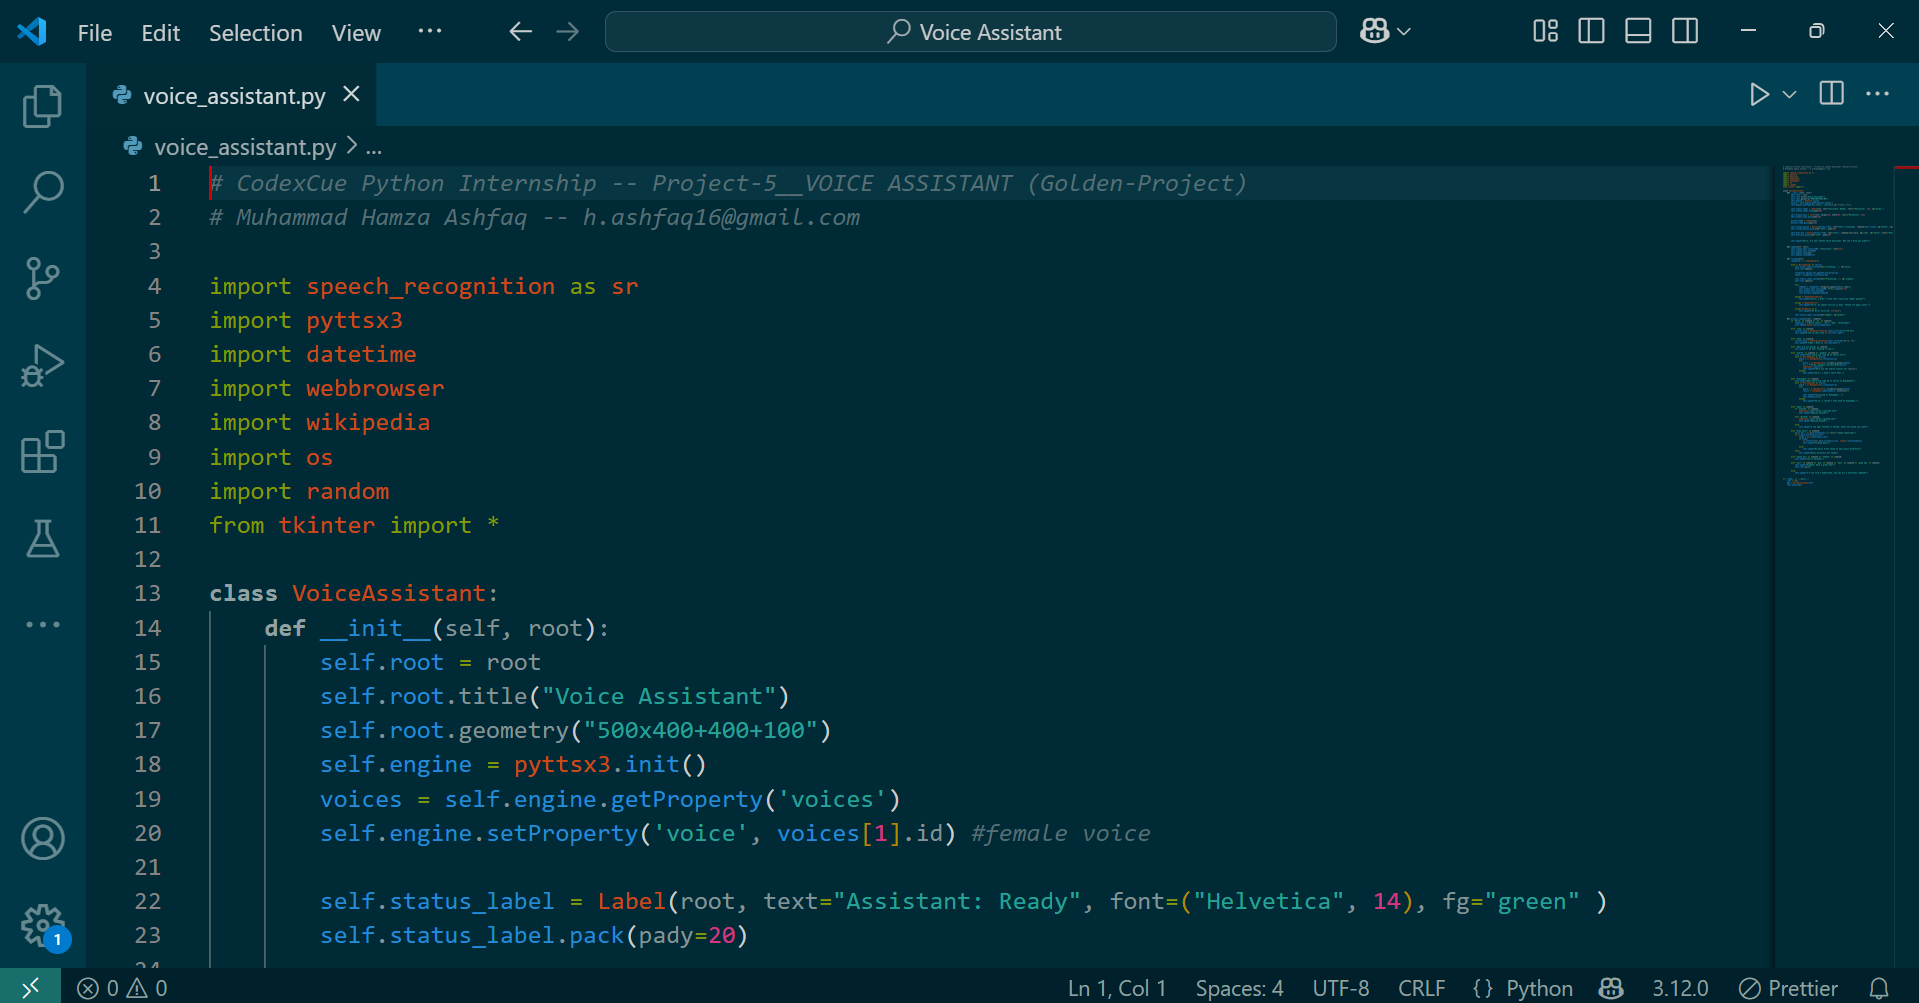 File Edit Selection View ··· Voice Assistant
voice_assistant.py
voice_assistant.py > ...
1 # CodexCue Python Internship -- Project-5__VOICE ASSISTANT (Golden-Project)
2 # Muhammad Hamza Ashfaq -- h.ashfaq16@gmail.com
3
4 import speech_recognition as sr
5 import pyttsx3
6 import datetime
7 import webbrowser
8 import wikipedia
9 import os
10 import random
11 from tkinter import *
12
13 class VoiceAssistant:
14     def __init__(self, root):
15         self.root = root
16         self.root.title("Voice Assistant")
17         self.root.geometry("500x400+400+100")
18         self.engine = pyttsx3.init()
19         voices = self.engine.getProperty('voices')
20         self.engine.setProperty('voice', voices[1].id) #female voice
21
22         self.status_label = Label(root, text="Assistant: Ready", font=("Helvetica", 14), fg="green" )
23         self.status_label.pack(pady=20)
24
1
0 0 Ln 1, Col 1 Spaces: 4 UTF-8 CRLF {} Python 3.12.0 Prettier